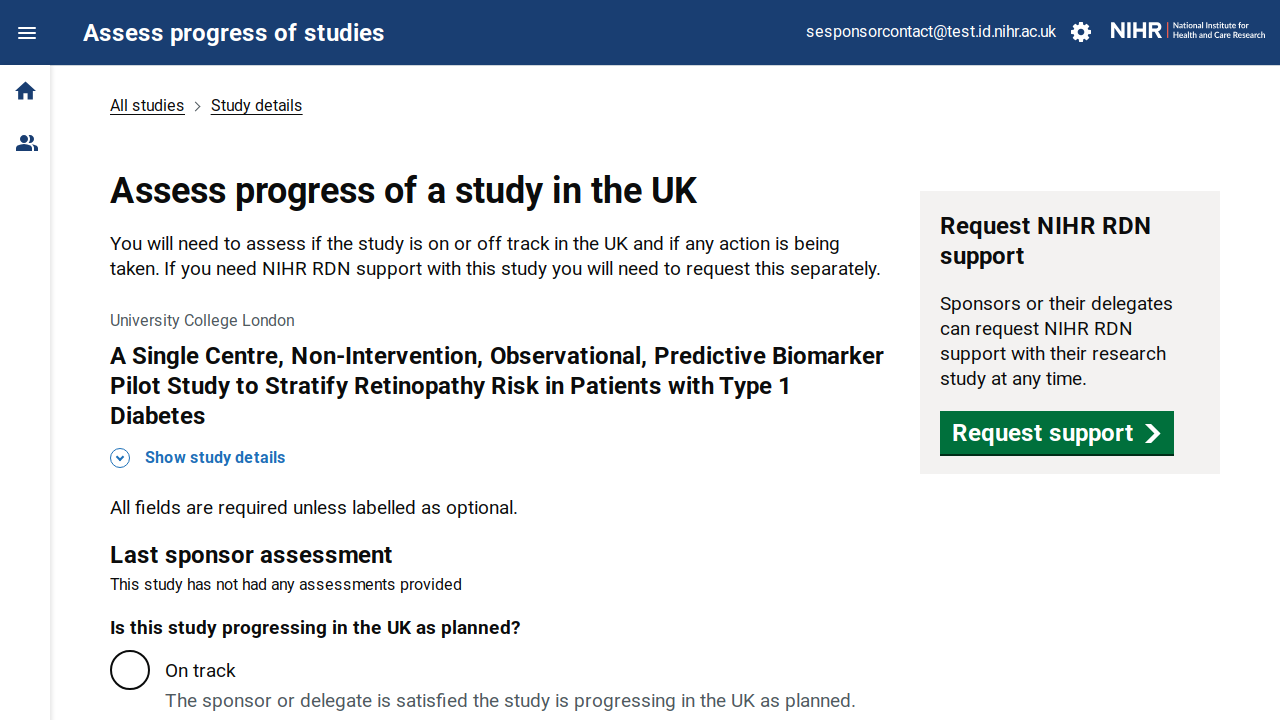 Assess progress of studies
sesponsorcontact@test.id.nihr.ac.uk
NIHR | National Institute for
Health and Care Research
All studies
Study details
Assess progress of a study in the UK
You will need to assess if the study is on or off track in the UK and if any action is being
taken. If you need NIHR RDN support with this study you will need to request this separately.
University College London
A Single Centre, Non-Intervention, Observational, Predictive Biomarker
Pilot Study to Stratify Retinopathy Risk in Patients with Type 1
Diabetes
Show study details
All fields are required unless labelled as optional.
Last sponsor assessment
This study has not had any assessments provided
Is this study progressing in the UK as planned?
On track
The sponsor or delegate is satisfied the study is progressing in the UK as planned.
Request NIHR RDN
support
Sponsors or their delegates
can request NIHR RDN
support with their research
study at any time.
Request support